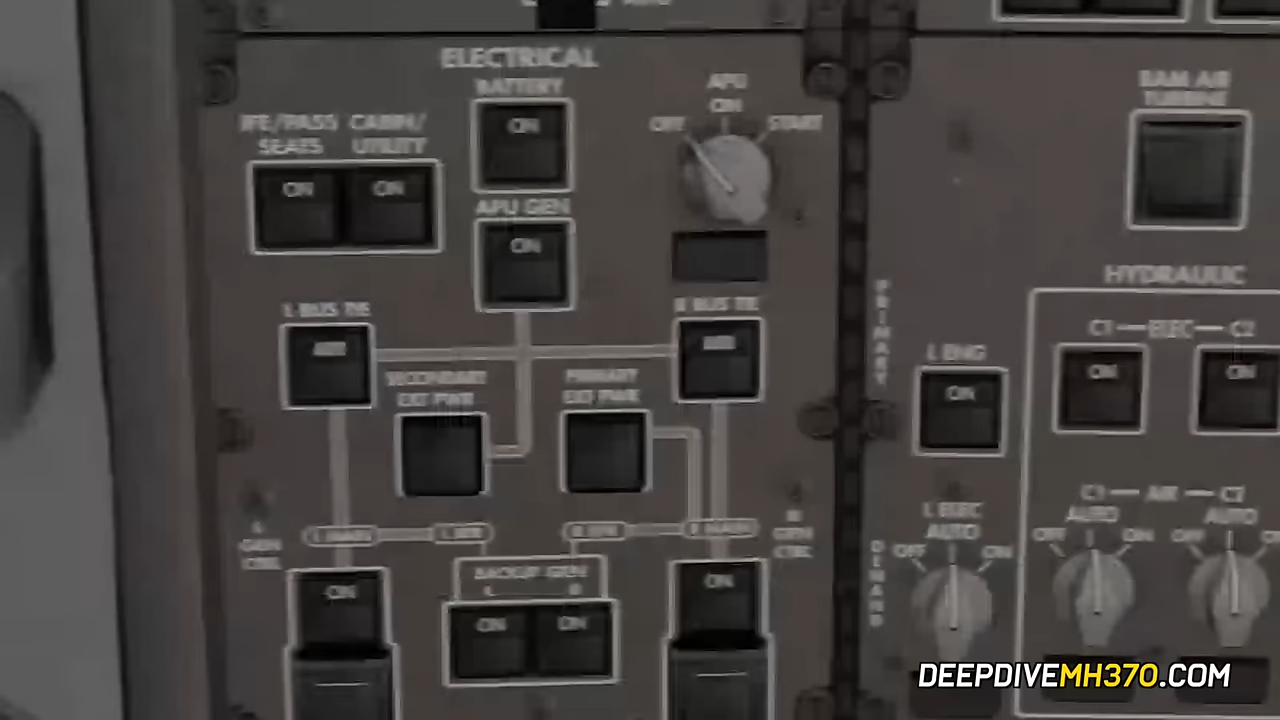 ELECTRICAL
BATTERY
ON
APU
ON
OFF START
IFE/PASS SEATS
CABIN/ UTILITY
ON ON
APU GEN
ON
L BUS TIE
R BUS TIE
SECONDARY EXT PWR
PRIMARY EXT PWR
L MAIN
R MAIN
L GEN CTRL
R GEN CTRL
BACKUP GEN
L R
ON
ON ON
ON
RAM AIR TURBINE
HYDRAULIC
PRIMARY
L ENG
ON
C1 ELEC C2
ON ON
DEMAND
L ELEC
AUTO
OFF ON
C1 AIR C2
AUTO AUTO
OFF ON OFF
DEEPDIVEMH370.COM